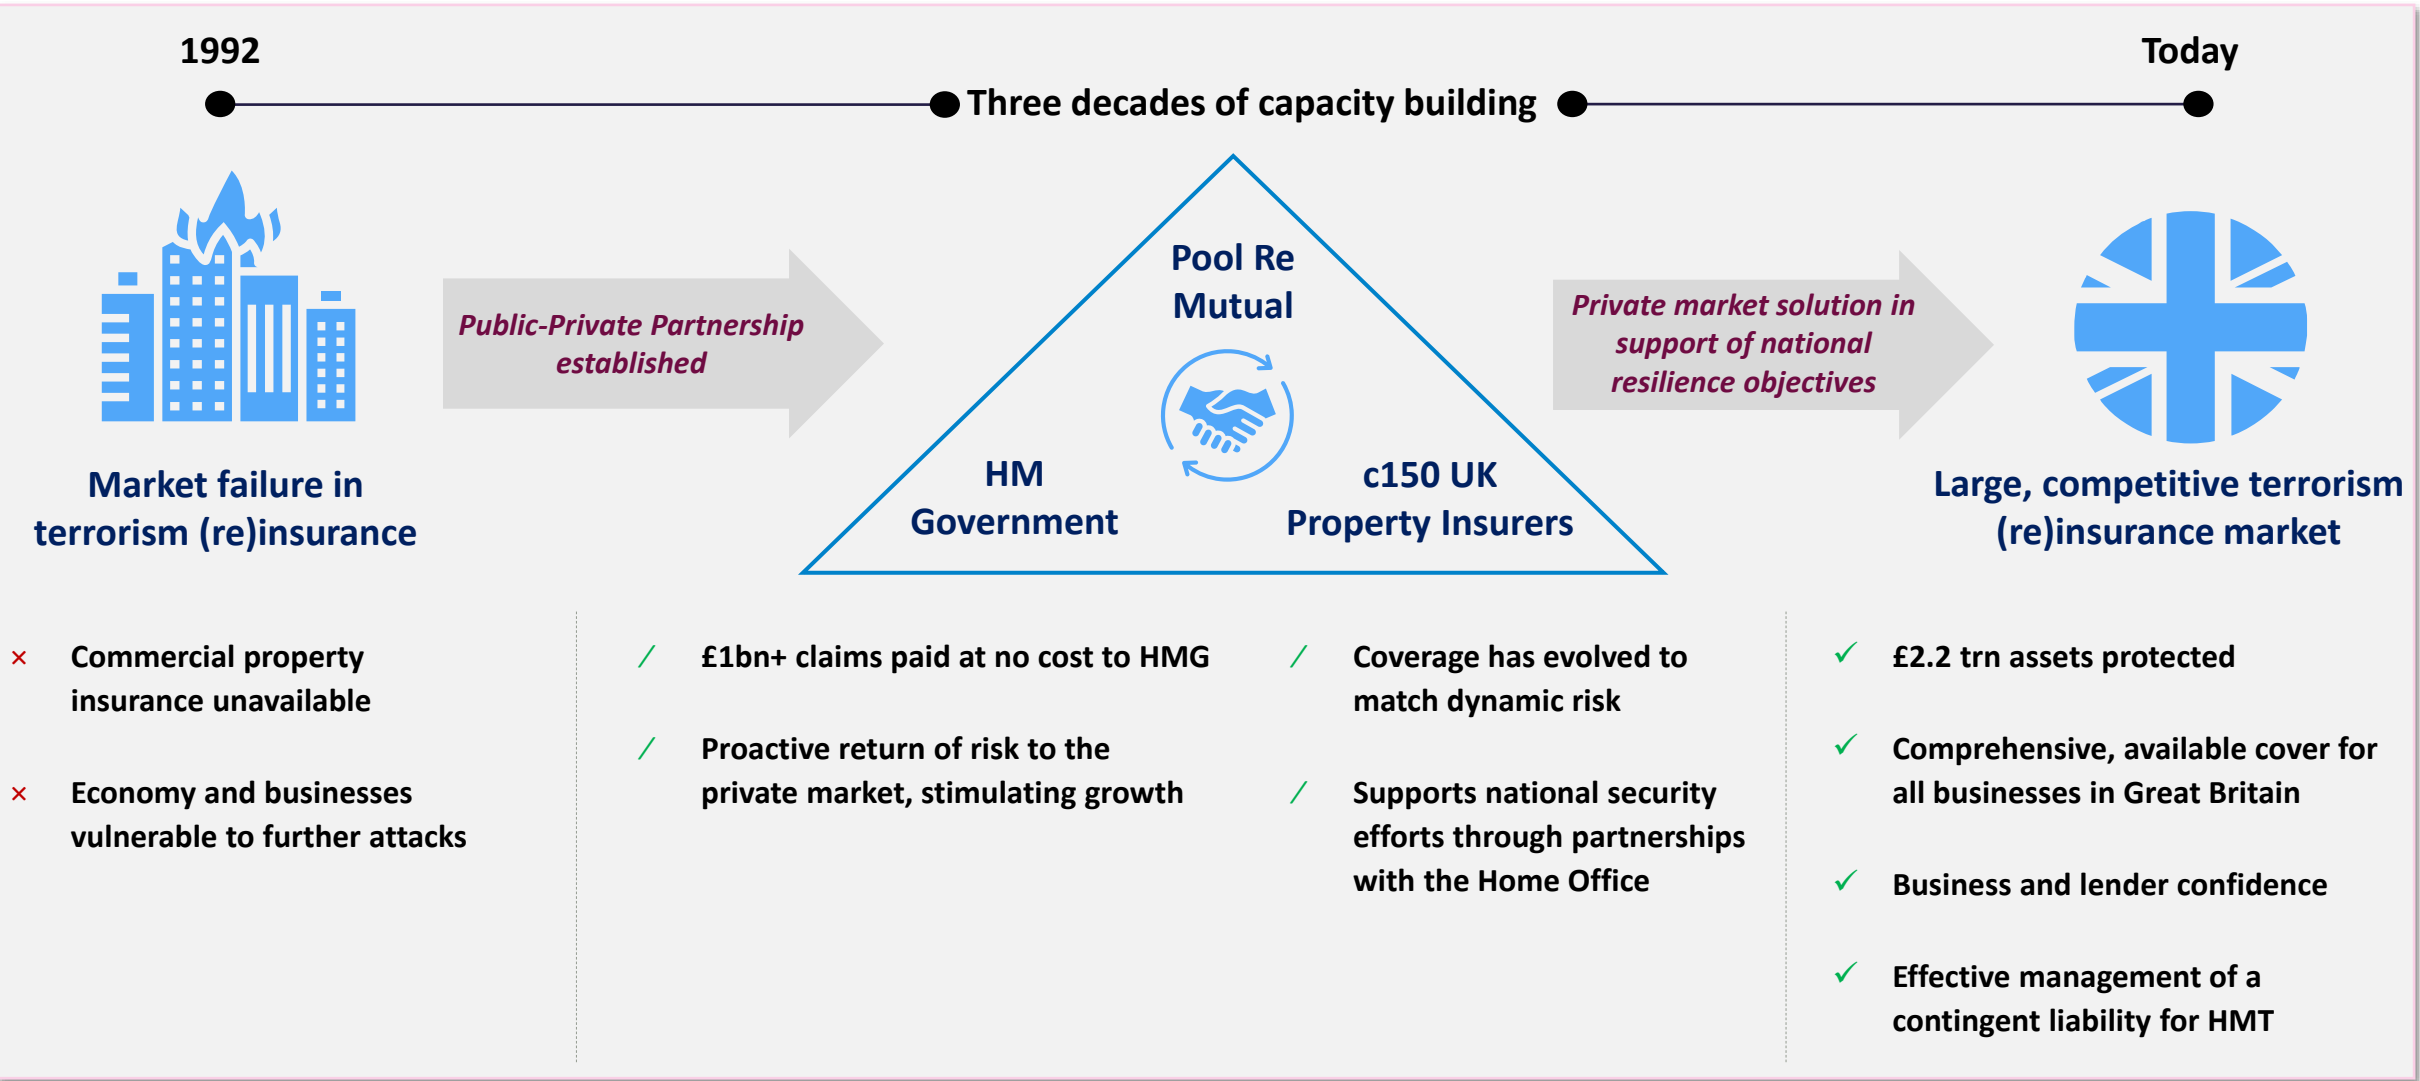 1992
Today
Three decades of capacity building
Public-Private Partnership
established
Pool Re
Mutual
HM
Government
c150 UK
Property Insurers
Private market solution in
support of national
resilience objectives
Market failure in
terrorism (re)insurance
Large, competitive terrorism
(re)insurance market
× Commercial property
insurance unavailable
× Economy and businesses
vulnerable to further attacks
/ £1bn+ claims paid at no cost to HMG
/ Proactive return of risk to the
private market, stimulating growth
/ Coverage has evolved to
match dynamic risk
/ Supports national security
efforts through partnerships
with the Home Office
✓ £2.2 trn assets protected
✓ Comprehensive, available cover for
all businesses in Great Britain
✓ Business and lender confidence
✓ Effective management of a
contingent liability for HMT